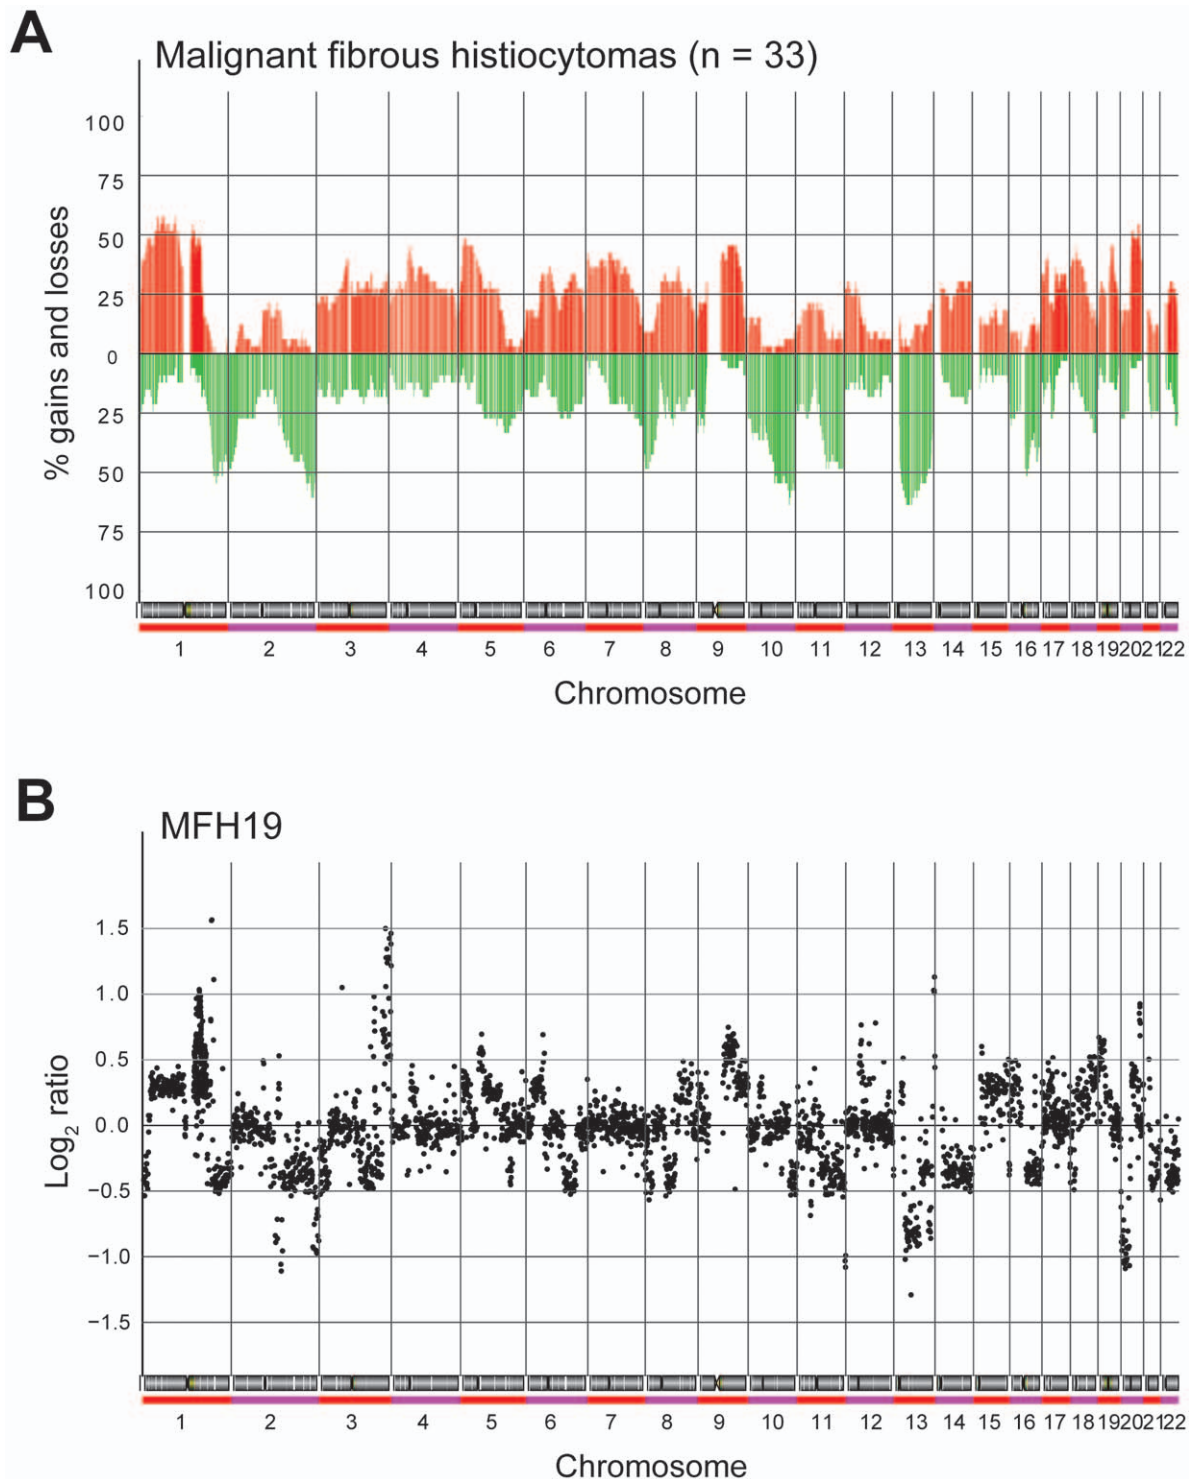 A
Malignant fibrous histiocytomas (n = 33)
% gains and losses
100
75
50
25
0
25
50
75
100
1 2 3 4 5 6 7 8 9 10 11 12 13 14 15 16 17 18 19 20 21 22
Chromosome
B
MFH19
Log2 ratio
1.5
1.0
0.5
0.0
−0.5
−1.0
−1.5
1 2 3 4 5 6 7 8 9 10 11 12 13 14 15 16 17 18 19 20 21 22
Chromosome